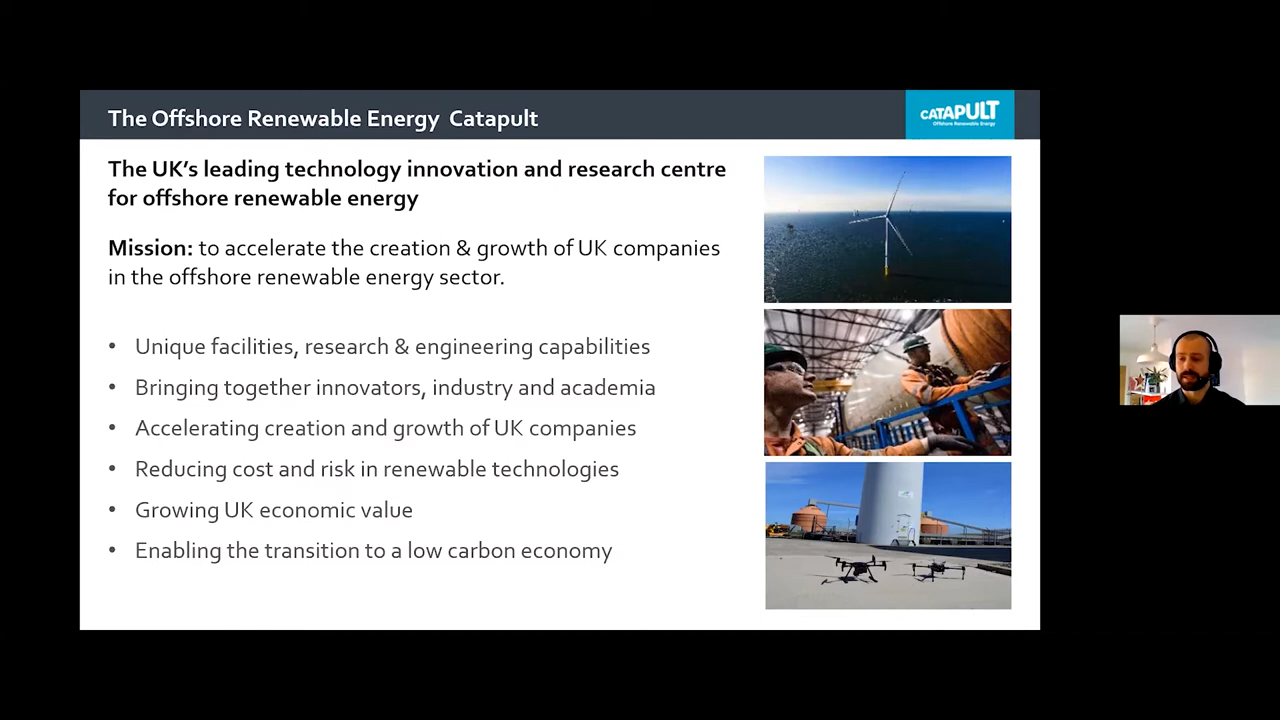 The Offshore Renewable Energy Catapult
CATAPULT
Offshore Renewable Energy
The UK's leading technology innovation and research centre
for offshore renewable energy
Mission: to accelerate the creation & growth of UK companies
in the offshore renewable energy sector.
• Unique facilities, research & engineering capabilities
• Bringing together innovators, industry and academia
• Accelerating creation and growth of UK companies
• Reducing cost and risk in renewable technologies
• Growing UK economic value
• Enabling the transition to a low carbon economy